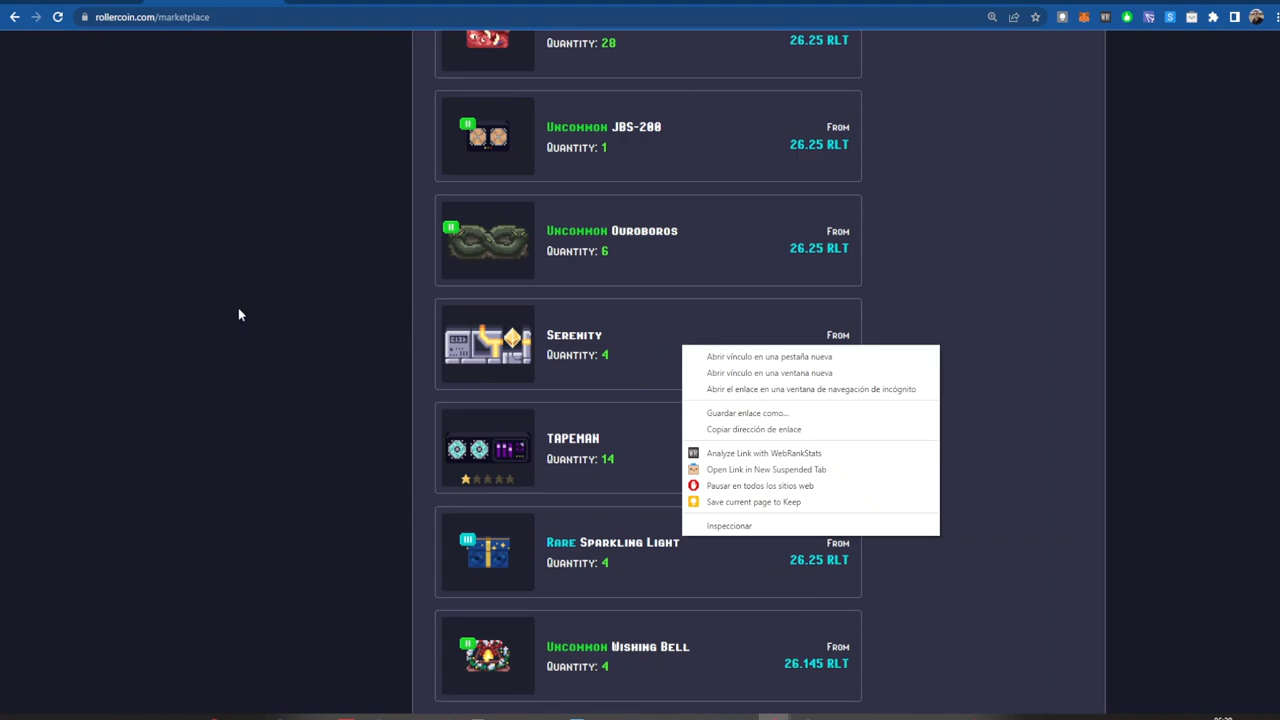 rollercoin.com/marketplace
Quantity: 28
26.25 RLT
II
Uncommon JBS-200
Quantity: 1
From
26.25 RLT
II
Uncommon Ouroboros
Quantity: 6
From
26.25 RLT
Serenity
Quantity: 4
From
Abrir vínculo en una pestaña nueva
Abrir vínculo en una ventana nueva
Abrir el enlace en una ventana de navegación de incógnito
Guardar enlace como...
Copiar dirección de enlace
Analyze Link with WebRankStats
Open Link in New Suspended Tab
Pausar en todos los sitios web
Save current page to Keep
Inspeccionar
TAPEMAN
Quantity: 14
III
Rare Sparkling Light
Quantity: 4
From
26.25 RLT
II
Uncommon Wishing Bell
Quantity: 4
From
26.145 RLT